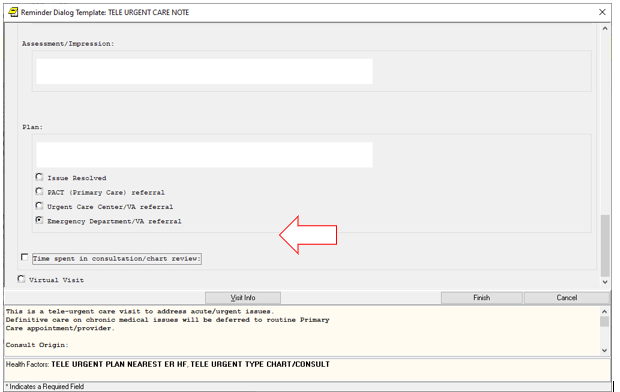 Reminder Dialog Template: TELE URGENT CARE NOTE
Assessment/Impression:
Plan:
Issue Resolved
PACT (Primary Care) referral
Urgent Care Center/VA referral
Emergency Department/VA referral
Time spent in consultation/chart review:
Virtual Visit
Visit Info Finish Cancel
This is a tele-urgent care visit to address acute/urgent issues.
Definitive care on chronic medical issues will be deferred to routine Primary
Care appointment/provider.
Consult Origin:
Health Factors: TELE URGENT PLAN NEAREST ER HF, TELE URGENT TYPE CHART/CONSULT
* Indicates a Required Field